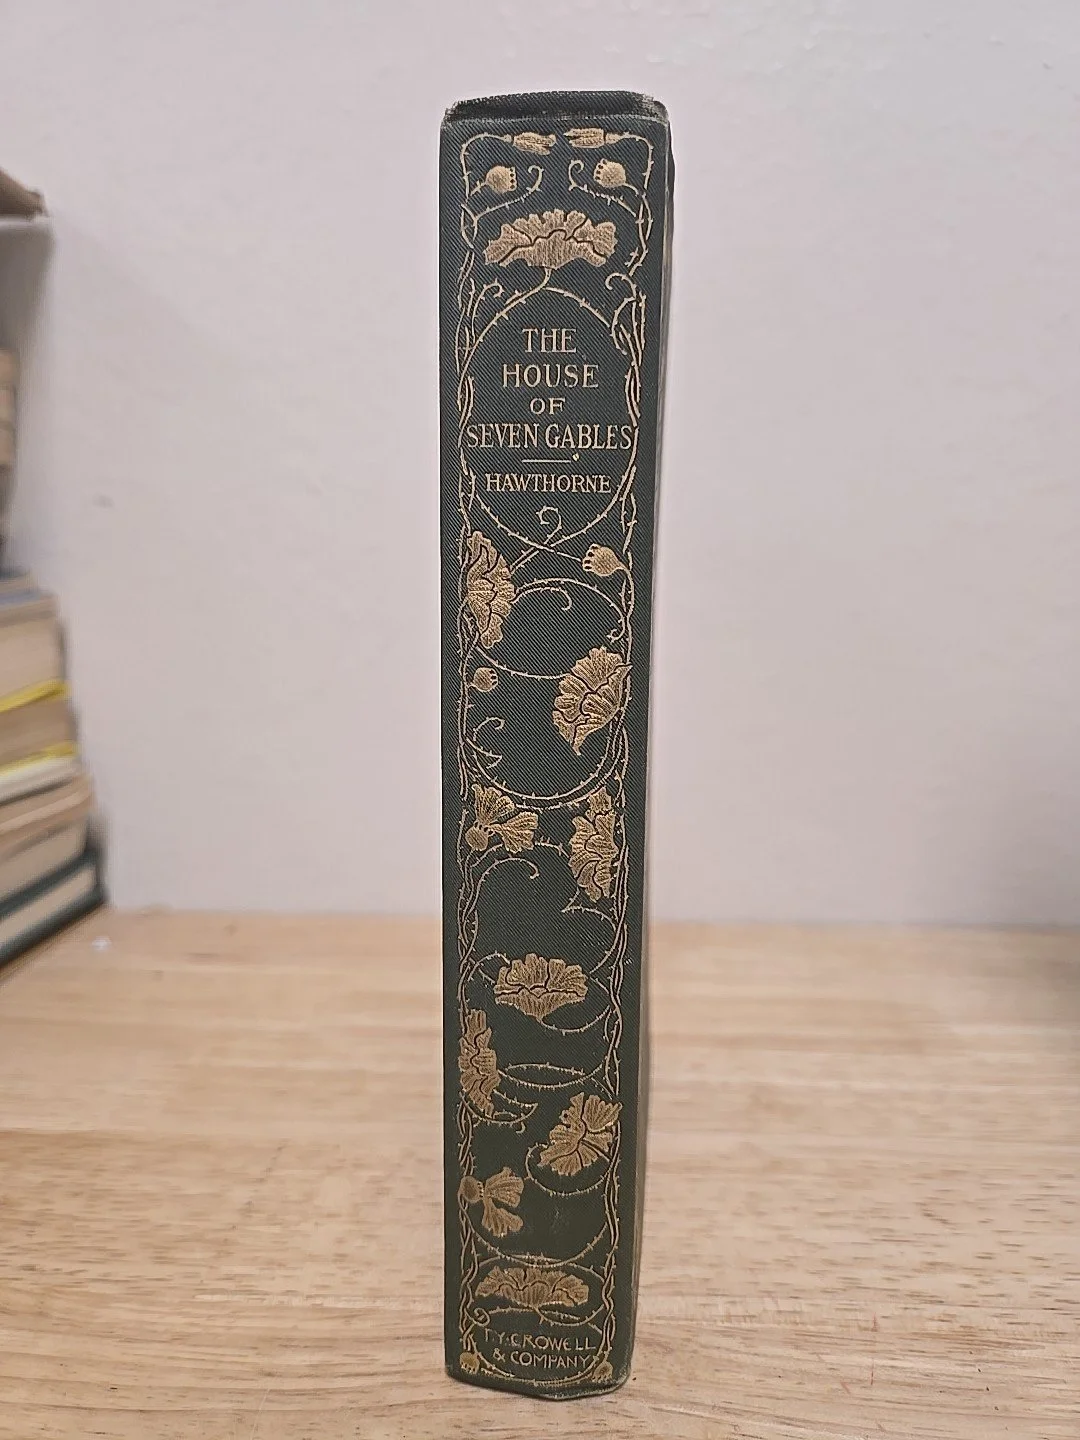 THE
HOUSE
OF
SEVEN GABLES
HAWTHORNE
T.Y. CROWELL
& COMPANY